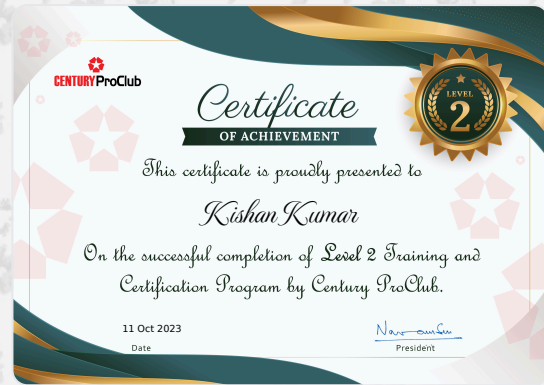 CENTURY ProClub
Certificate
OF ACHIEVEMENT
LEVEL
2
This certificate is proudly presented to
Kishan Kumar
On the successful completion of Level 2 Training and
Certification Program by Century ProClub.
11 Oct 2023
Date
President